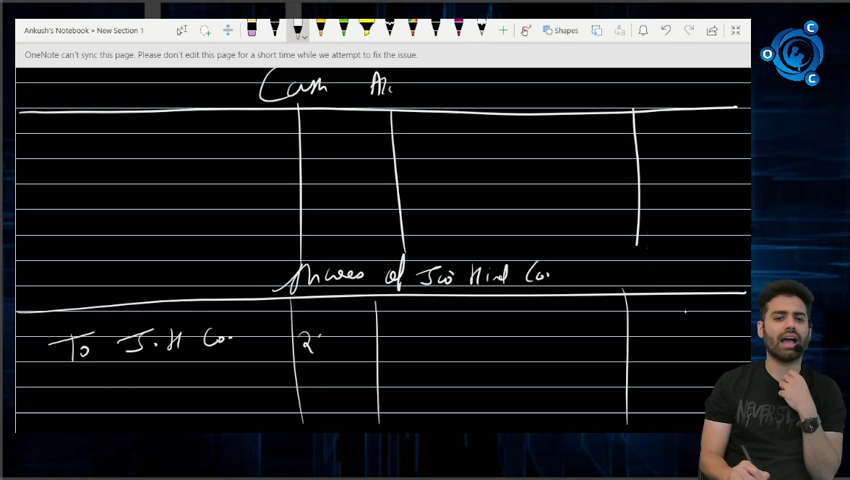 Ankush's Notebook » New Section 1
Shapes
OneNote can't sync this page. Please don't edit this page for a short time while we attempt to fix the issue.
Cash A/c
Shares of Jio Hind Co.
To J.H Co.
2
C
O
C
NEVERS